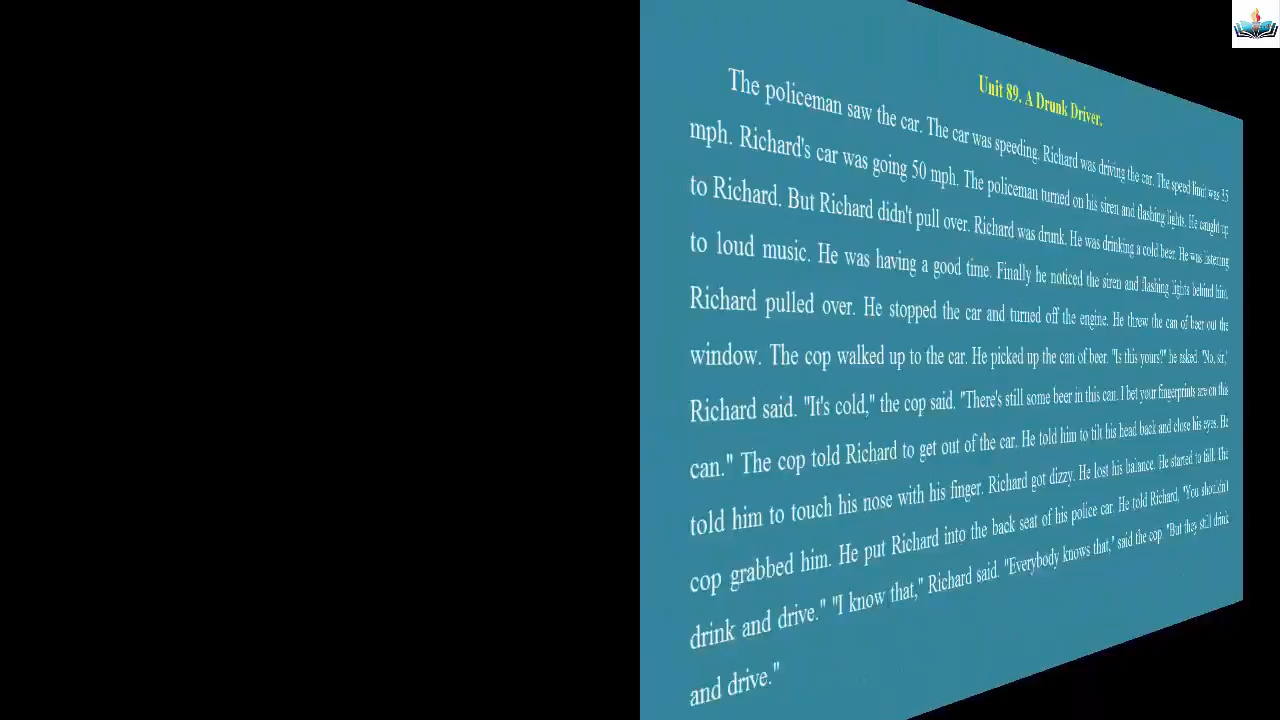 Unit 89. A Drunk Driver.
The policeman saw the car. The car was speeding. Richard was driving the car. The speed limit was 35
mph. Richard's car was going 50 mph. The policeman turned on his siren and flashing lights. He caught up
to Richard. But Richard didn't pull over. Richard was drunk. He was drinking a cold beer. He was listening
to loud music. He was having a good time. Finally he noticed the siren and flashing lights behind him.
Richard pulled over. He stopped the car and turned off the engine. He threw the can of beer out the
window. The cop walked up to the car. He picked up the can of beer. "Is this yours?" he asked. "No, sir,"
Richard said. "It's cold," the cop said. "There's still some beer in this can. I bet your fingerprints are on this
can." The cop told Richard to get out of the car. He told him to tilt his head back and close his eyes. He
told him to touch his nose with his finger. Richard got dizzy. He lost his balance. He started to fall. The
cop grabbed him. He put Richard into the back seat of his police car. He told Richard, "You shouldn't
drink and drive." "I know that," Richard said. "Everybody knows that," said the cop. "But they still drink
and drive."